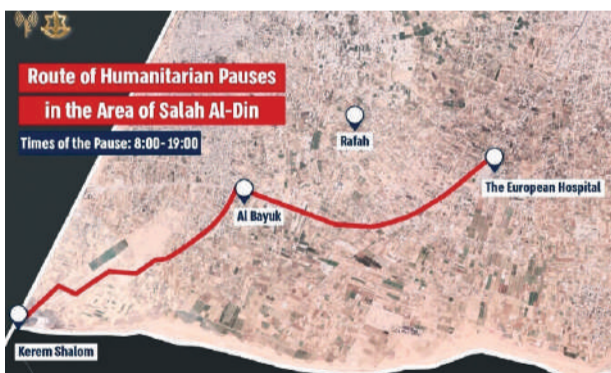 Route of Humanitarian Pauses
in the Area of Salah Al-Din
Times of the Pause: 8:00-19:00
Rafah
The European Hospital
Al Bayuk
Kerem Shalom